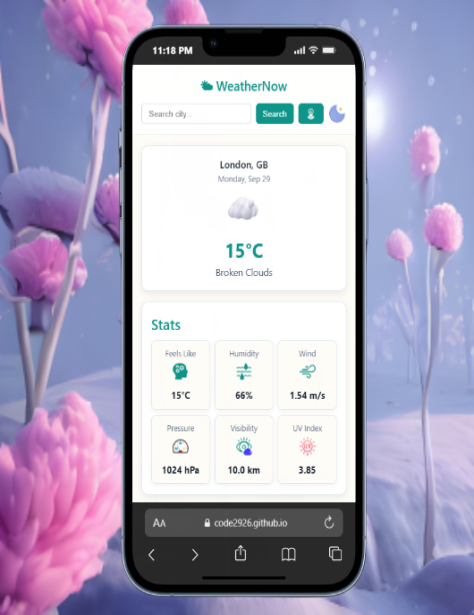 11:18 PM
WeatherNow
Search city...
Search
London, GB
Monday, Sep 29
15°C
Broken Clouds
Stats
Feels Like
Humidity
Wind
15°C
66%
1.54 m/s
Pressure
Visibility
UV Index
1024 hPa
10.0 km
3.85
AA
code2926.github.io